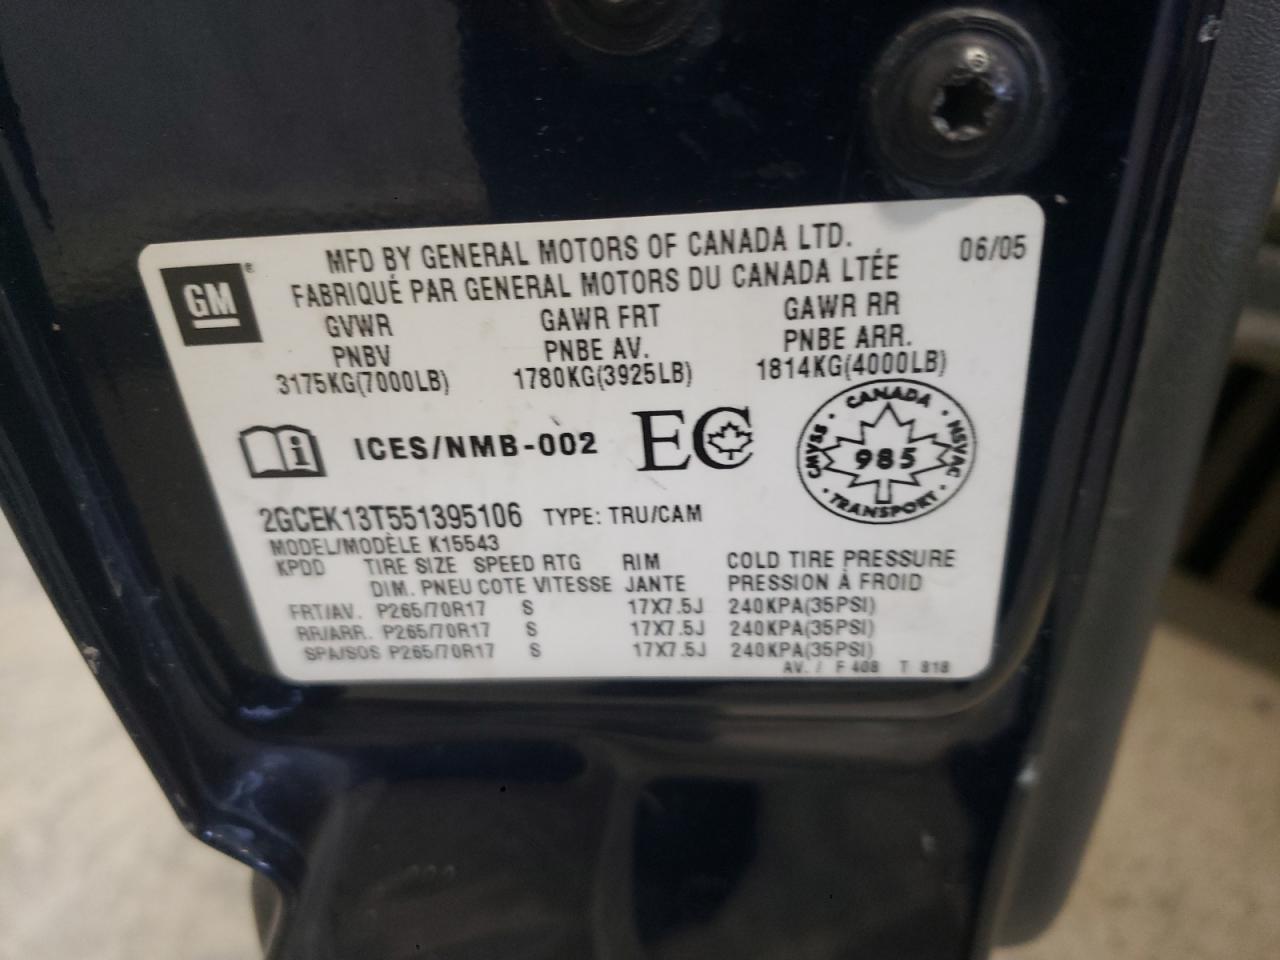 MFD BY GENERAL MOTORS OF CANADA LTD. 06/05
FABRIQUÉ PAR GENERAL MOTORS DU CANADA LTÉE
GM®
GVWR GAWR FRT GAWR RR
PNBV PNBE AV. PNBE ARR.
3175KG(7000LB) 1780KG(3925LB) 1814KG(4000LB)
i ICES/NMB-002 EC
CANADA
CMVSS • 985 • NSVAC
TRANSPORT
2GCEK13T551395106 TYPE: TRU/CAM
MODEL/MODÈLE K15543
KPDD TIRE SIZE SPEED RTG RIM COLD TIRE PRESSURE
DIM. PNEU COTE VITESSE JANTE PRESSION À FROID
FRT/AV. P265/70R17 S 17X7.5J 240KPA(35PSI)
RR/ARR. P265/70R17 S 17X7.5J 240KPA(35PSI)
SPA/SOS P265/70R17 S 17X7.5J 240KPA(35PSI)
AV. / F 408 T 818